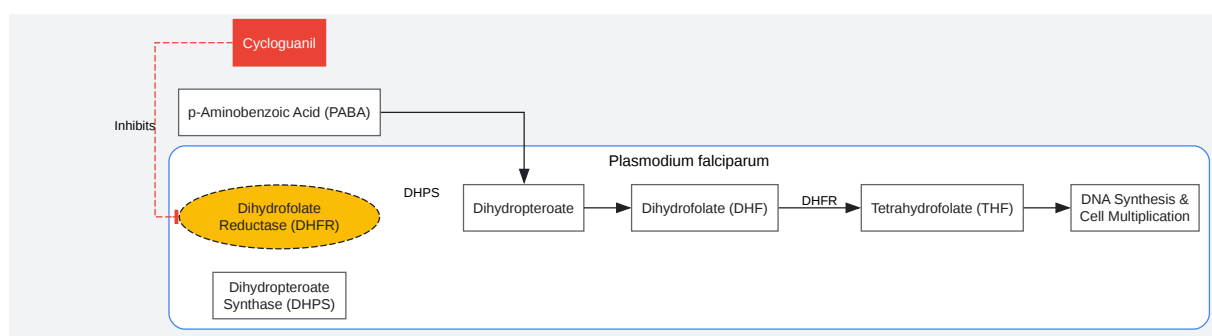 Cycloguanil
p-Aminobenzoic Acid (PABA)
Inhibits
Plasmodium falciparum
Dihydrofolate
Reductase (DHFR)
DHPS
Dihydropteroate
Dihydrofolate (DHF)
DHFR
Tetrahydrofolate (THF)
DNA Synthesis &
Cell Multiplication
Dihydropteroate
Synthase (DHPS)